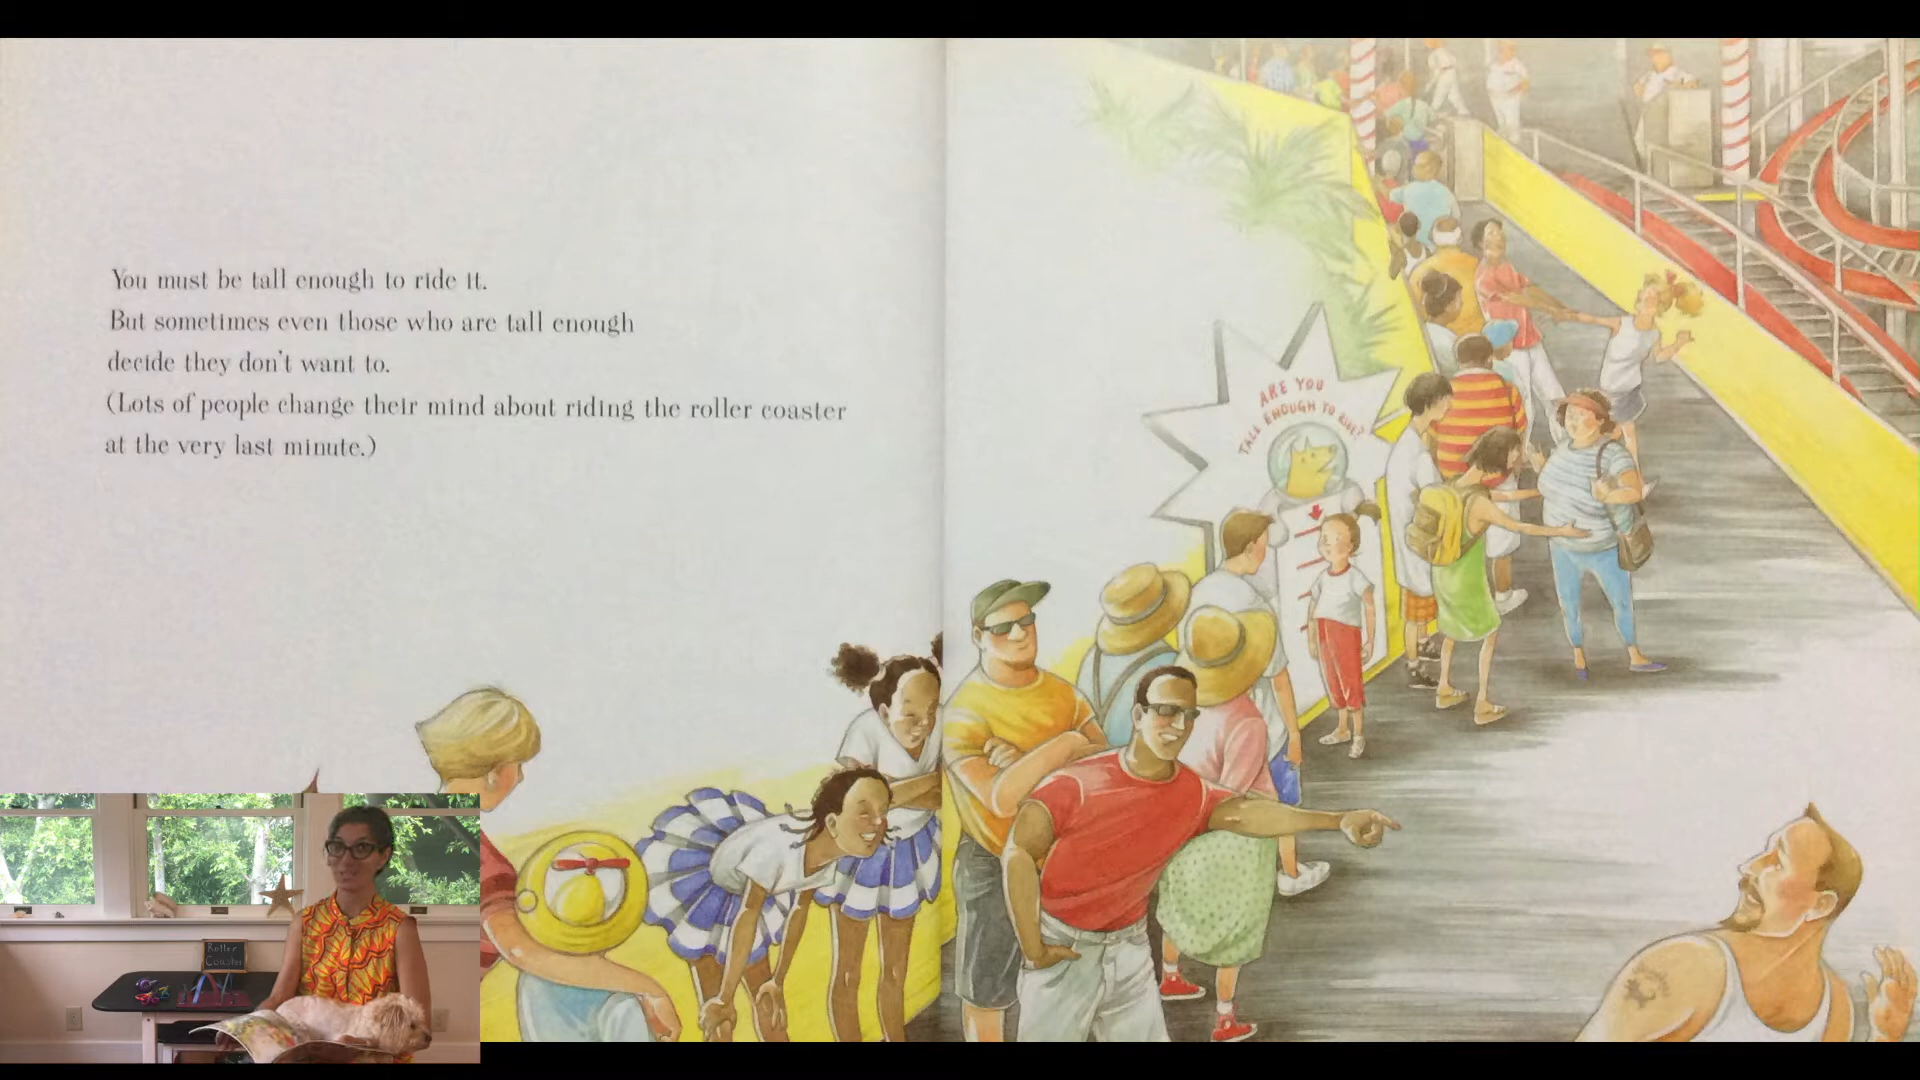 You must be tall enough to ride it.
But sometimes even those who are tall enough
decide they don't want to.
(Lots of people change their mind about riding the roller coaster
at the very last minute.)
ARE YOU
TALL ENOUGH TO RIDE?
Roller
Coaster